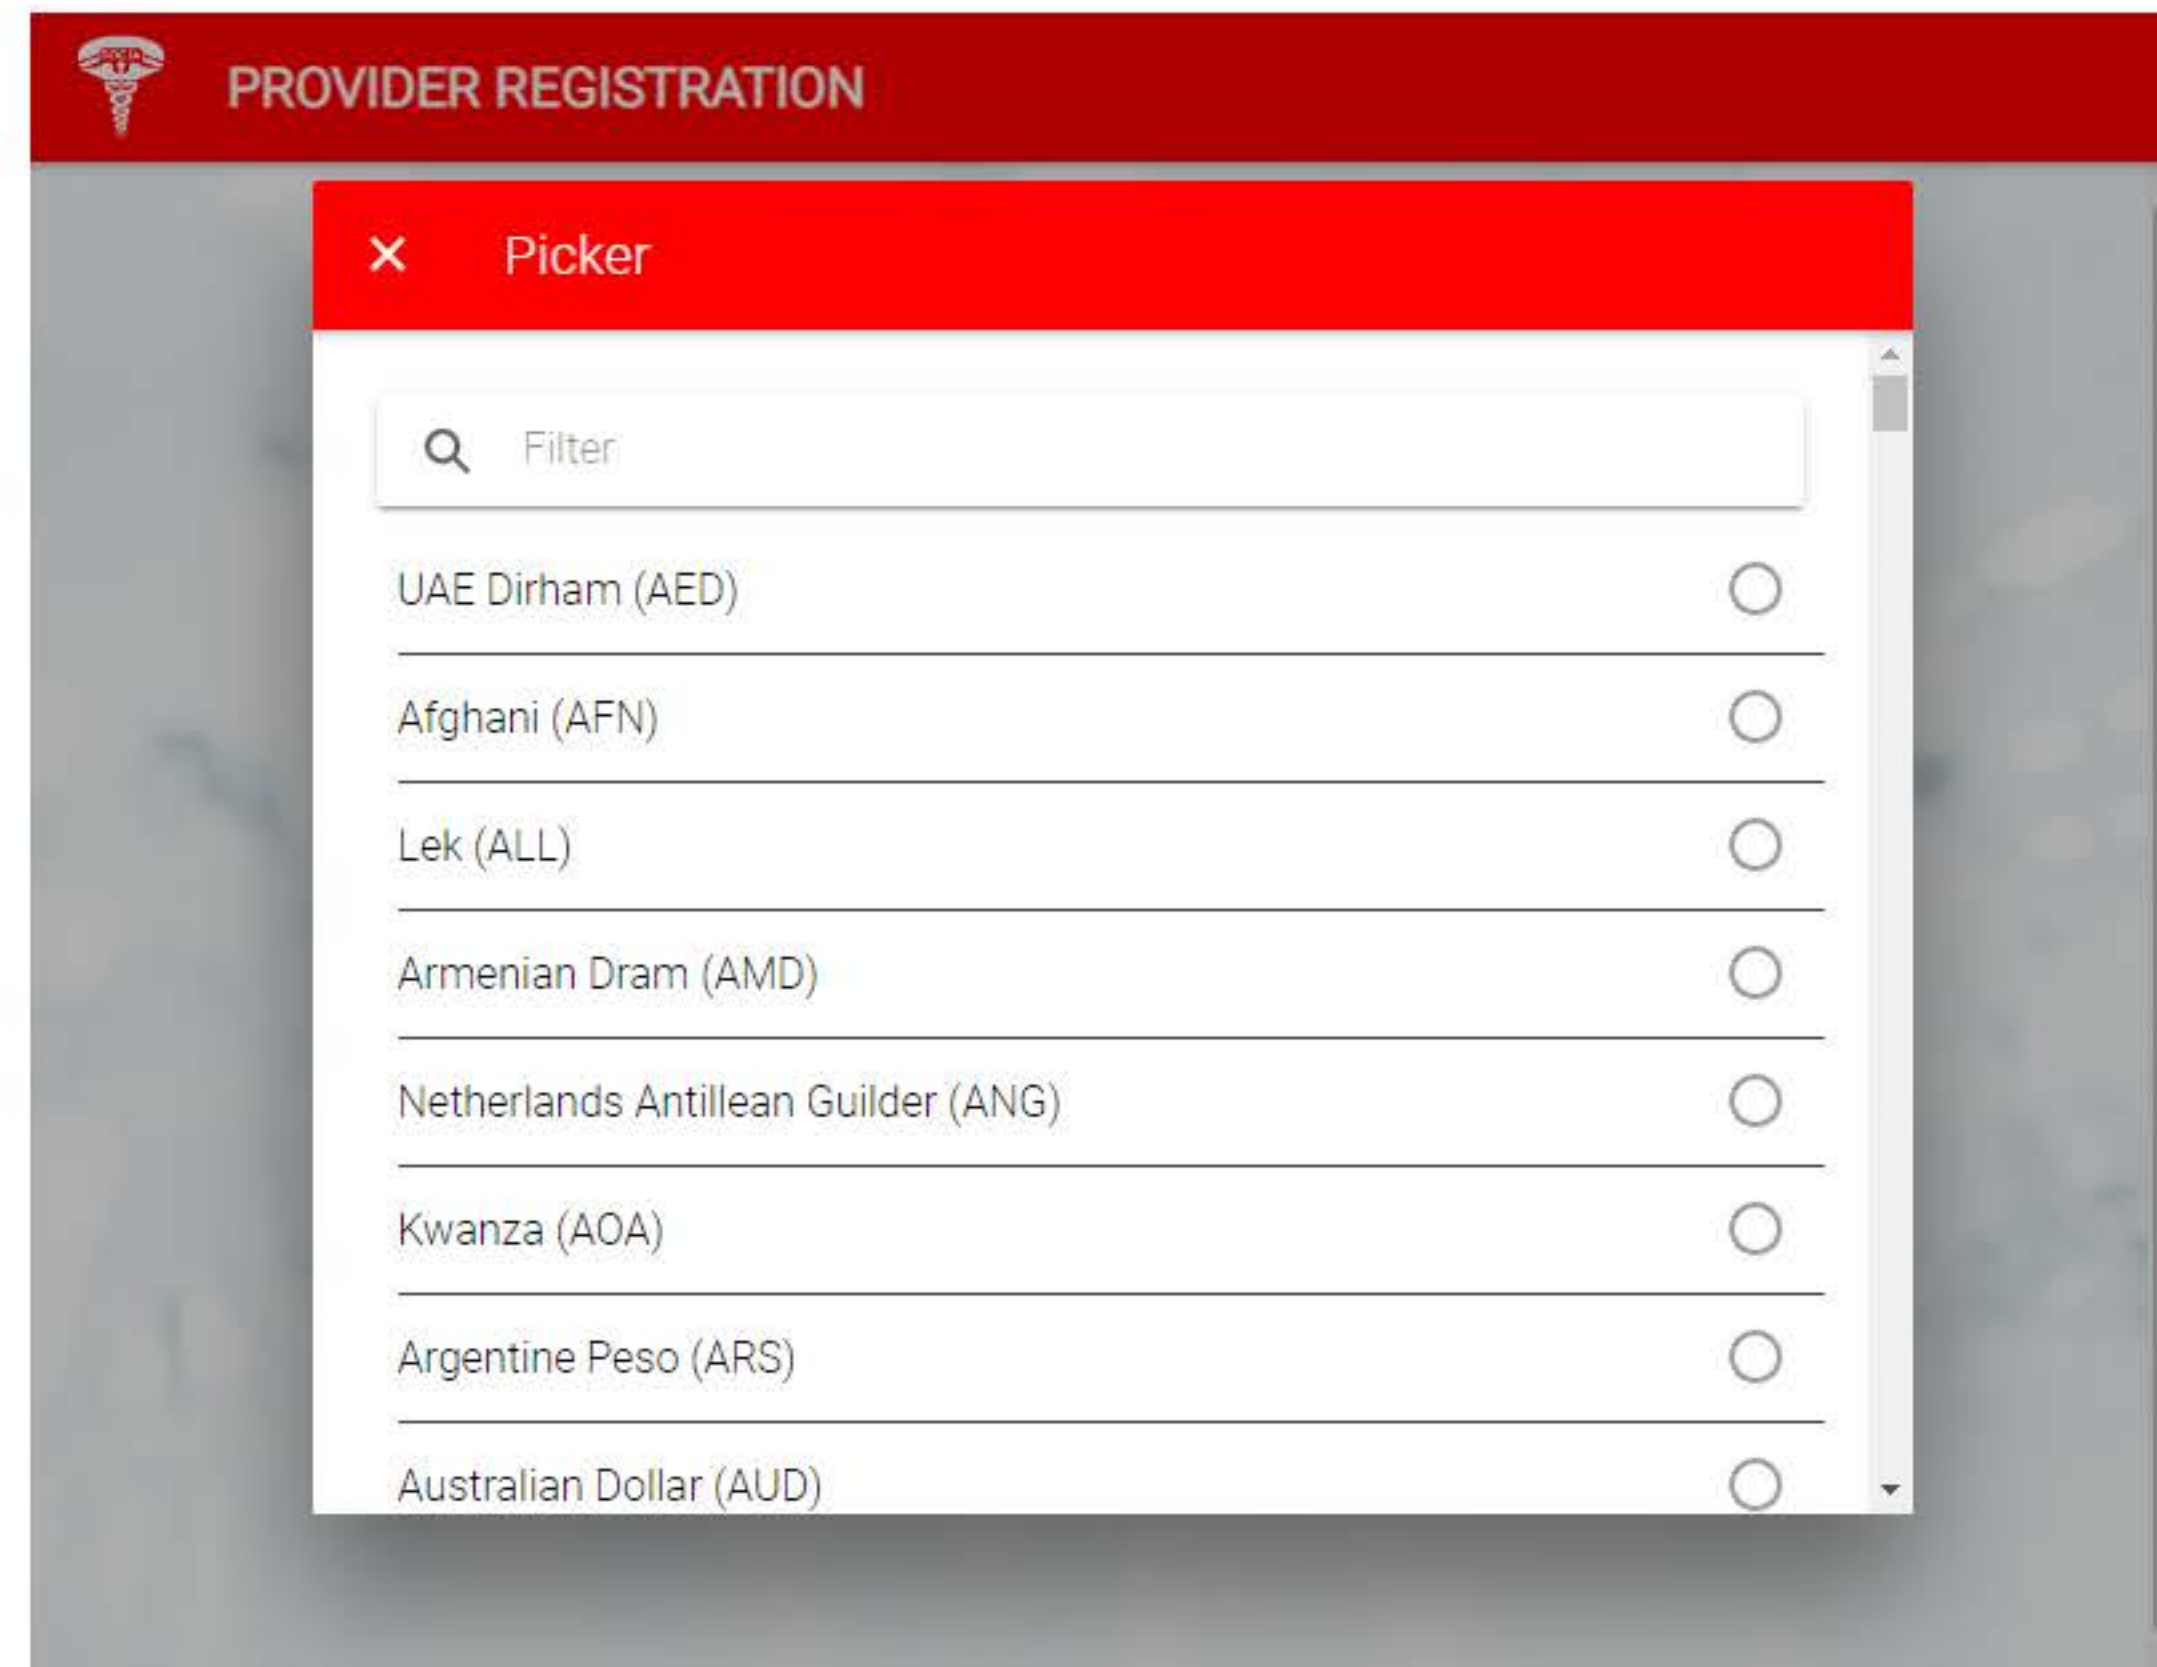 PROVIDER REGISTRATION
Picker
Filter
UAE Dirham (AED)
Afghani (AFN)
Lek (ALL)
Armenian Dram (AMD)
Netherlands Antillean Guilder (ANG)
Kwanza (AOA)
Argentine Peso (ARS)
Australian Dollar (AUD)